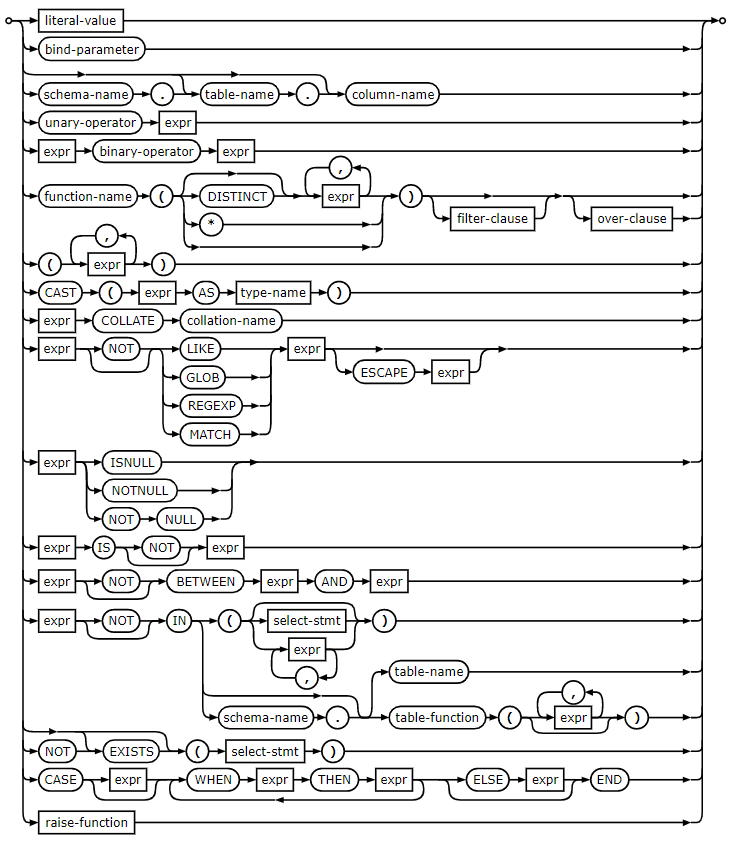 literal-value
bind-parameter
schema-name . table-name . column-name
unary-operator expr
expr binary-operator expr
,
function-name ( DISTINCT expr )
* filter-clause over-clause
,
( expr )
CAST ( expr AS type-name )
expr COLLATE collation-name
expr NOT LIKE expr
GLOB ESCAPE expr
REGEXP
MATCH
expr ISNULL
NOTNULL
NOT NULL
expr IS NOT expr
expr NOT BETWEEN expr AND expr
expr NOT IN ( select-stmt )
expr
,
table-name
,
schema-name . table-function ( expr )
NOT EXISTS ( select-stmt )
CASE expr WHEN expr THEN expr ELSE expr END
raise-function